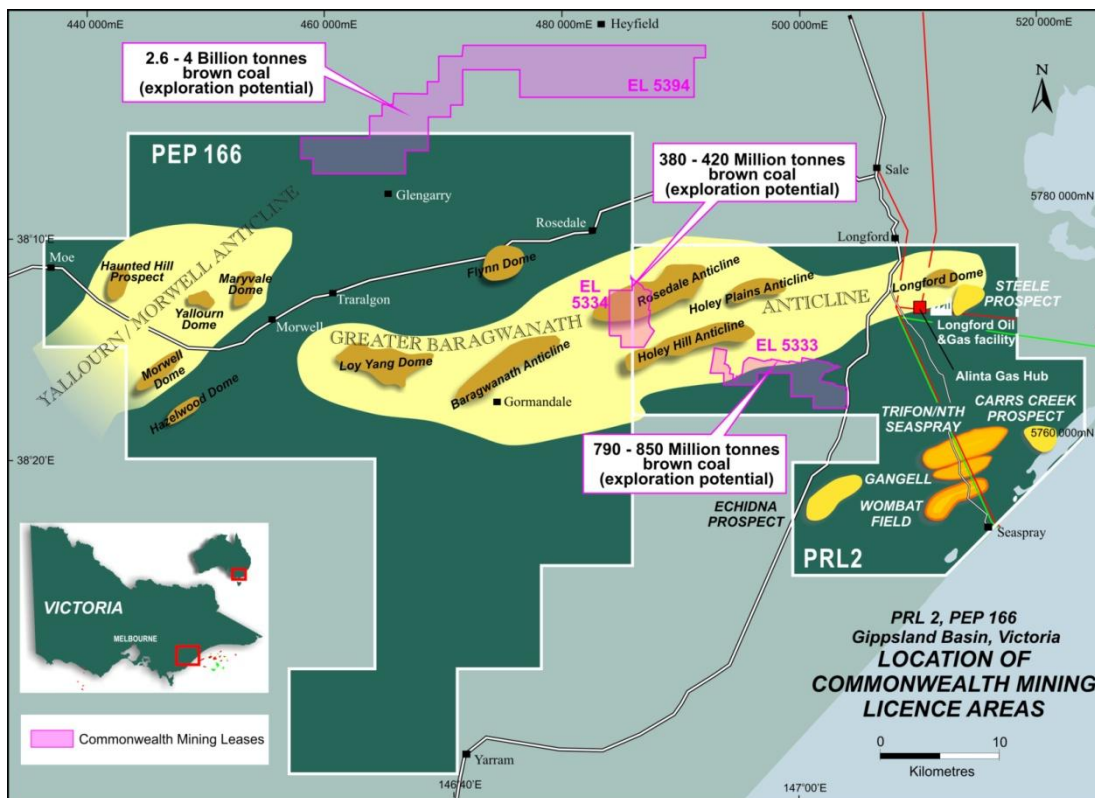 440 000mE
460 000mE
480 000mE
500 000mE
520 000mE
Heyfield
2.6 - 4 Billion tonnes
brown coal
(exploration potential)
EL 5394
N
PEP 166
380 - 420 Million tonnes
brown coal
(exploration potential)
Sale
Glengarry
5780 000mN
Rosedale
38°10'
Longford
Moe
YALLOURN/ MORWELL ANTICLINE
Haunted Hill
Prospect
Maryvale
Dome
Yallourn
Dome
Flynn Dome
Traralgon
Morwell
EL
5334
Rosedale Anticline
Holey Plains Anticline
Longford Dome
STEELE
PROSPECT
GREATER BARAGWANATH ANTICLINE
Longford Oil
&Gas facility
Holey Hill Anticline
EL 5333
Loy Yang Dome
Baragwanath Anticline
Morwell
Dome
Hazelwood Dome
Gormandale
Alinta Gas Hub
TRIFON/NTH
SEASPRAY
CARRS CREEK
PROSPECT
5760 000mN
38°20'
790 - 850 Million tonnes
brown coal
(exploration potential)
GANGELL
ECHIDNA
PROSPECT
WOMBAT
FIELD
Seaspray
PRL2
VICTORIA
MELBOURNE
PRL 2, PEP 166
Gippsland Basin, Victoria
LOCATION OF
COMMONWEALTH MINING
LICENCE AREAS
Commonwealth Mining Leases
0 10
Kilometres
Yarram
146°40'E
147°00'E